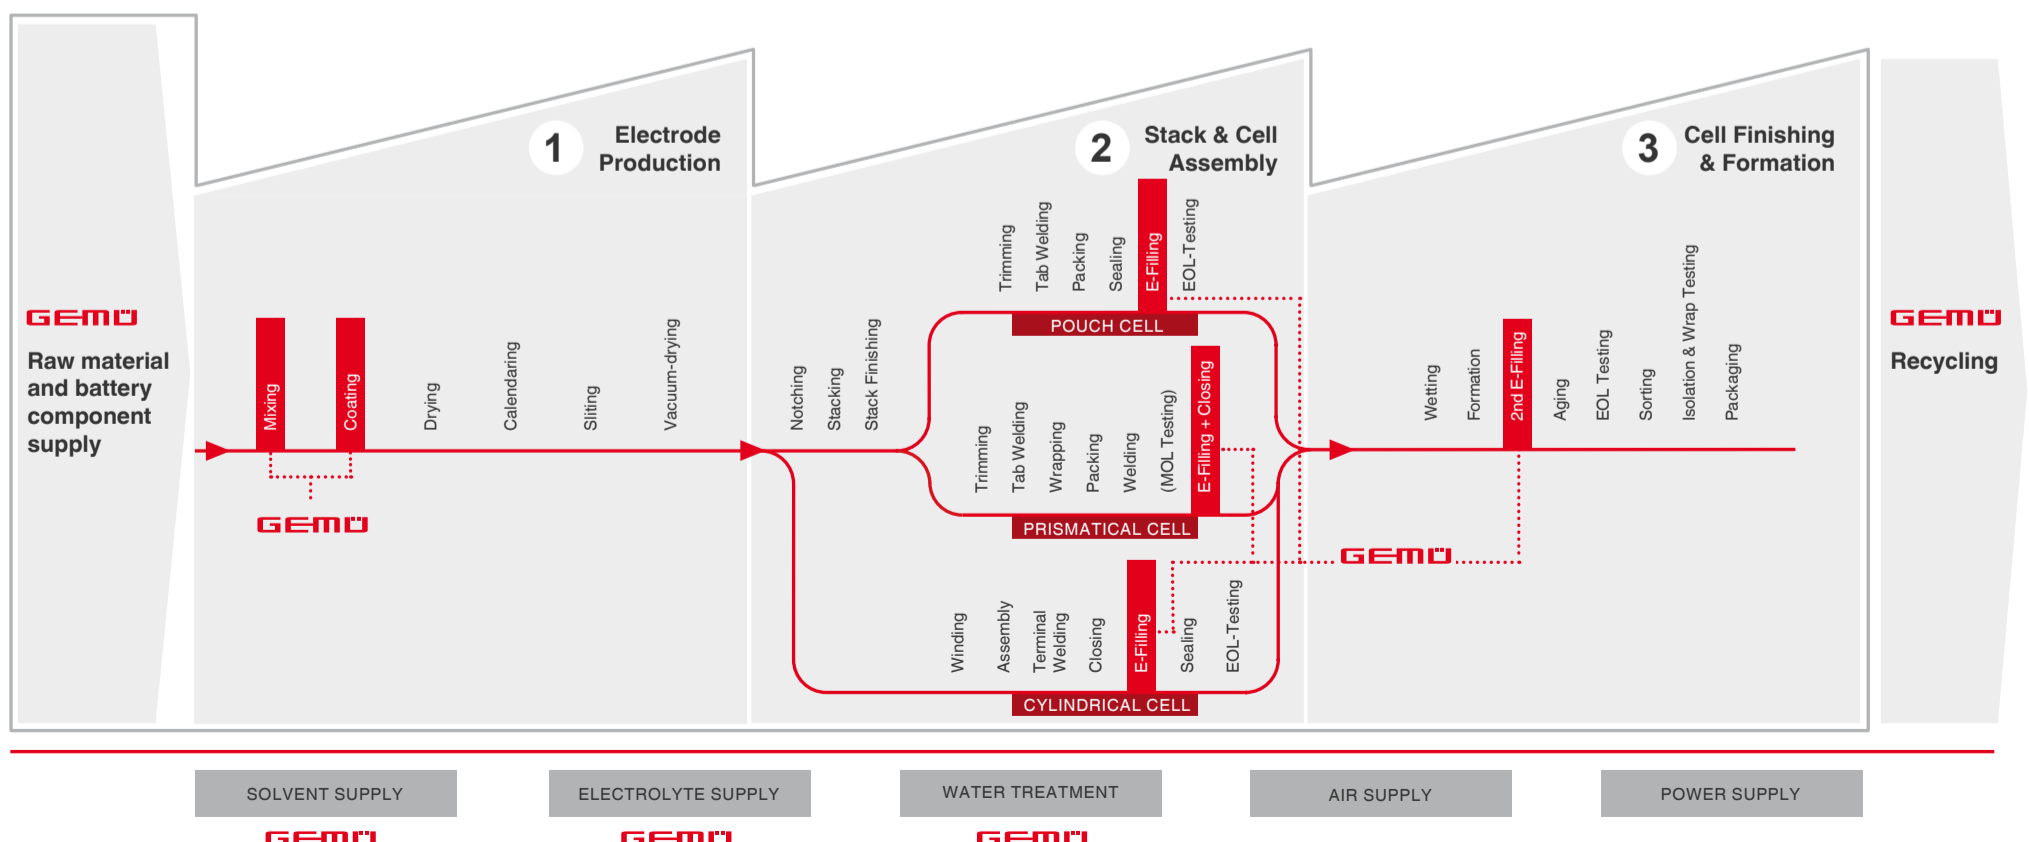 GEMÜ
Raw material
and battery
component
supply
1
Electrode
Production
Mixing
Coating
Drying
Calendaring
Sliting
Vacuum-drying
GEMÜ
2
Stack & Cell
Assembly
Notching
Stacking
Stack Finishing
Trimming
Tab Welding
Packing
Sealing
E-Filling
EOL-Testing
POUCH CELL
Trimming
Tab Welding
Wrapping
Packing
Welding
(MOL Testing)
E-Filling + Closing
PRISMATICAL CELL
Winding
Assembly
Terminal
Welding
Closing
E-Filling
Sealing
EOL-Testing
CYLINDRICAL CELL
3
Cell Finishing
& Formation
Wetting
Formation
2nd E-Filling
Aging
EOL Testing
Sorting
Isolation & Wrap Testing
Packaging
GEMÜ
GEMÜ
Recycling
SOLVENT SUPPLY
ELECTROLYTE SUPPLY
WATER TREATMENT
AIR SUPPLY
POWER SUPPLY
GEMÜ
GEMÜ
GEMÜ